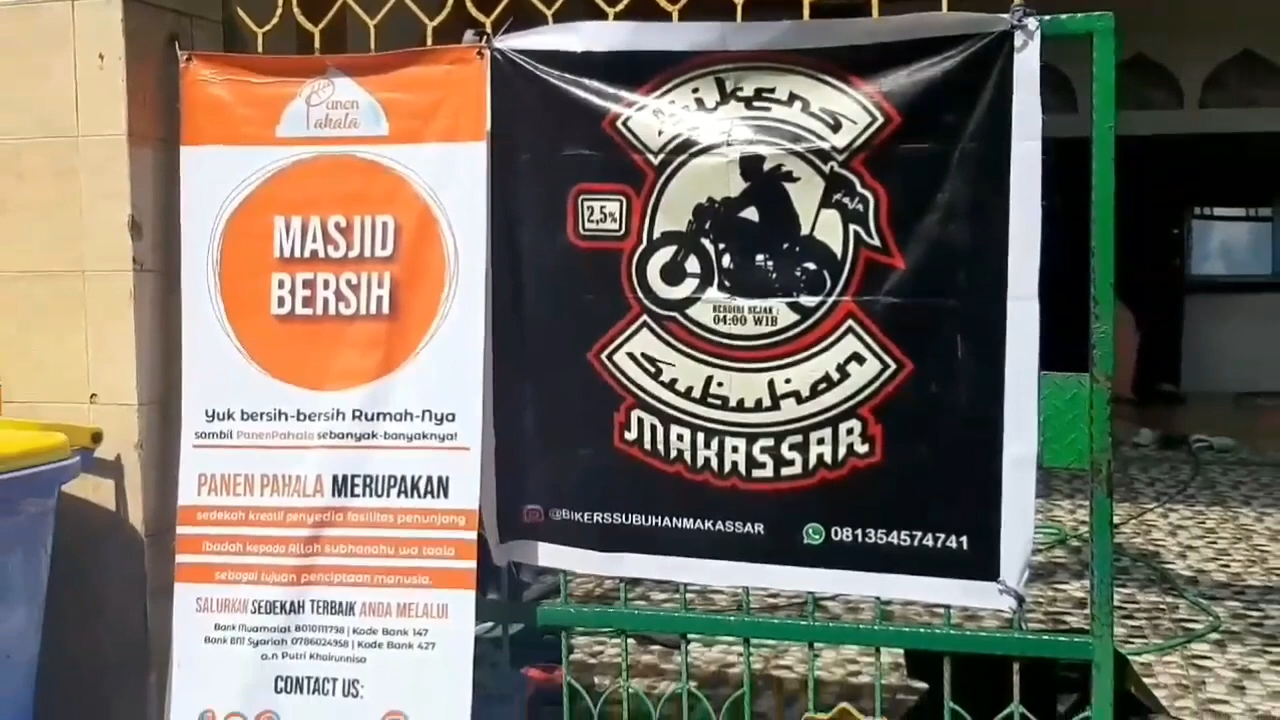 Panen
Pahala
MASJID
BERSIH
Yuk bersih-bersih Rumah-Nya
sambil PanenPahala sebanyak-banyaknya!
PANEN PAHALA MERUPAKAN
sedekah kreatif penyedia fasilitas penunjang
ibadah kepada Allah subhanahu wa taala
sebagai tujuan penciptaan manusia.
SALURKAN SEDEKAH TERBAIK ANDA MELALUI
Bank Muamalat 8010111798 | Kode Bank 147
Bank BNI Syariah 0786024958 | Kode Bank 427
a.n Putri Khairunnisa
CONTACT US:
Bikers
2,5%
BERDIRI SEJAK :
04:00 WIB
Subuhan
MAKASSAR
@BIKERSSUBUHANMAKASSAR
081354574741